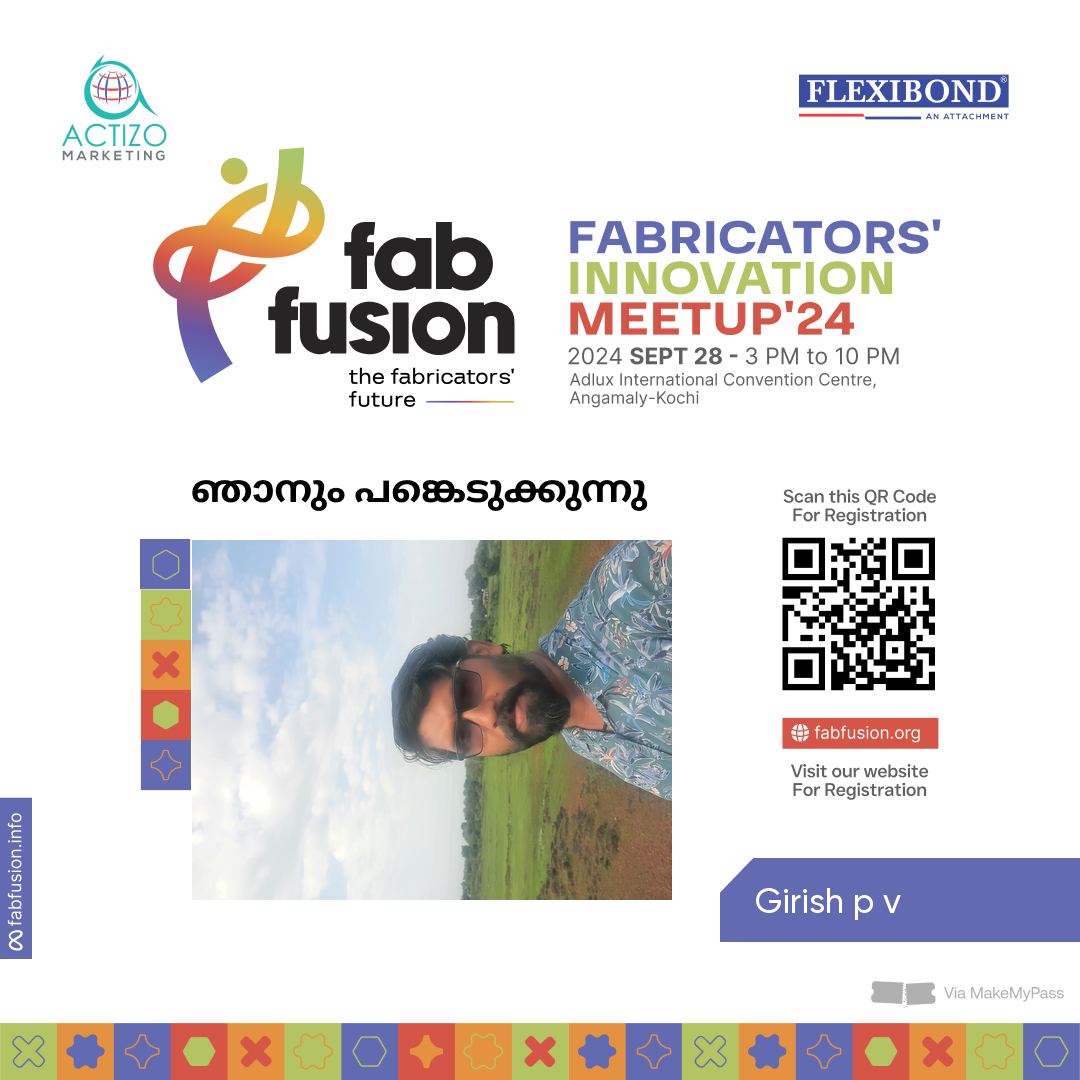 ACTIZO
MARKETING
FLEXIBOND®
AN ATTACHMENT
fab
fusion
the fabricators'
future
FABRICATORS'
INNOVATION
MEETUP'24
2024 SEPT 28 - 3 PM to 10 PM
Adlux International Convention Centre,
Angamaly-Kochi
ഞാനും പങ്കെടുക്കുന്നു
Scan this QR Code
For Registration
fabfusion.org
Visit our website
For Registration
fabfusion.info
Girish p v
Via MakeMyPass